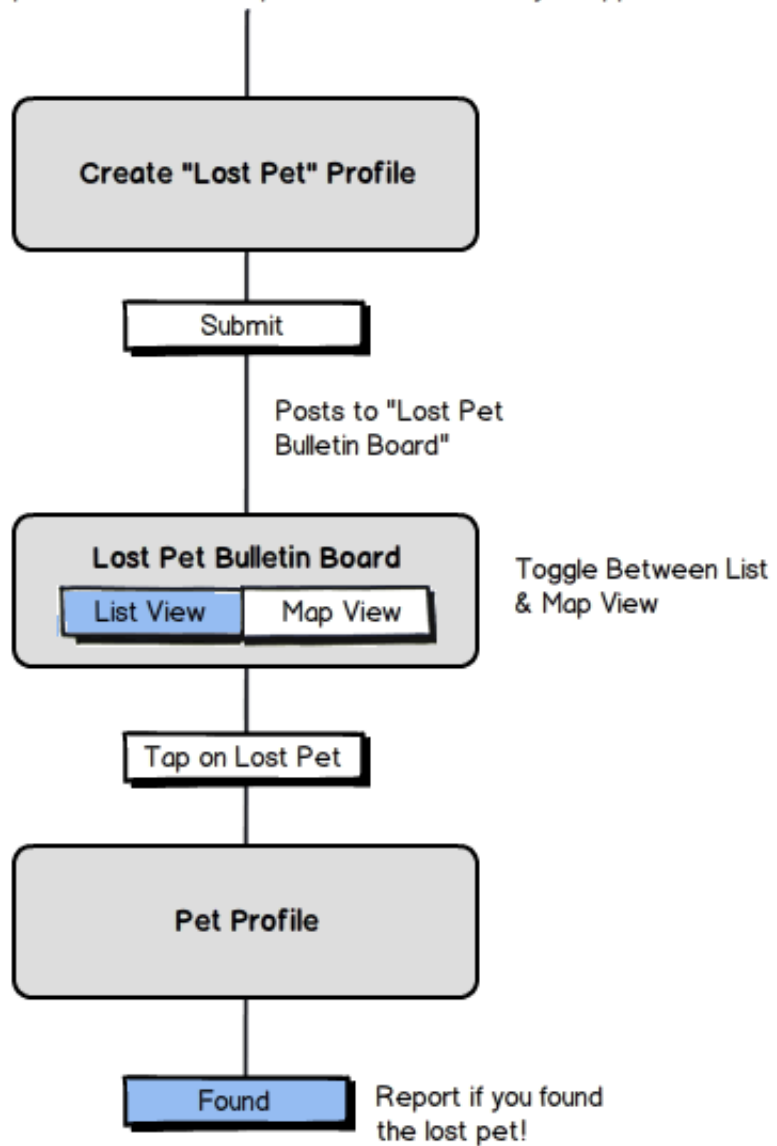 Create "Lost Pet" Profile
Submit
Posts to "Lost Pet
Bulletin Board"
Lost Pet Bulletin Board
List View
Map View
Toggle Between List
& Map View
Tap on Lost Pet
Pet Profile
Found
Report if you found
the lost pet!